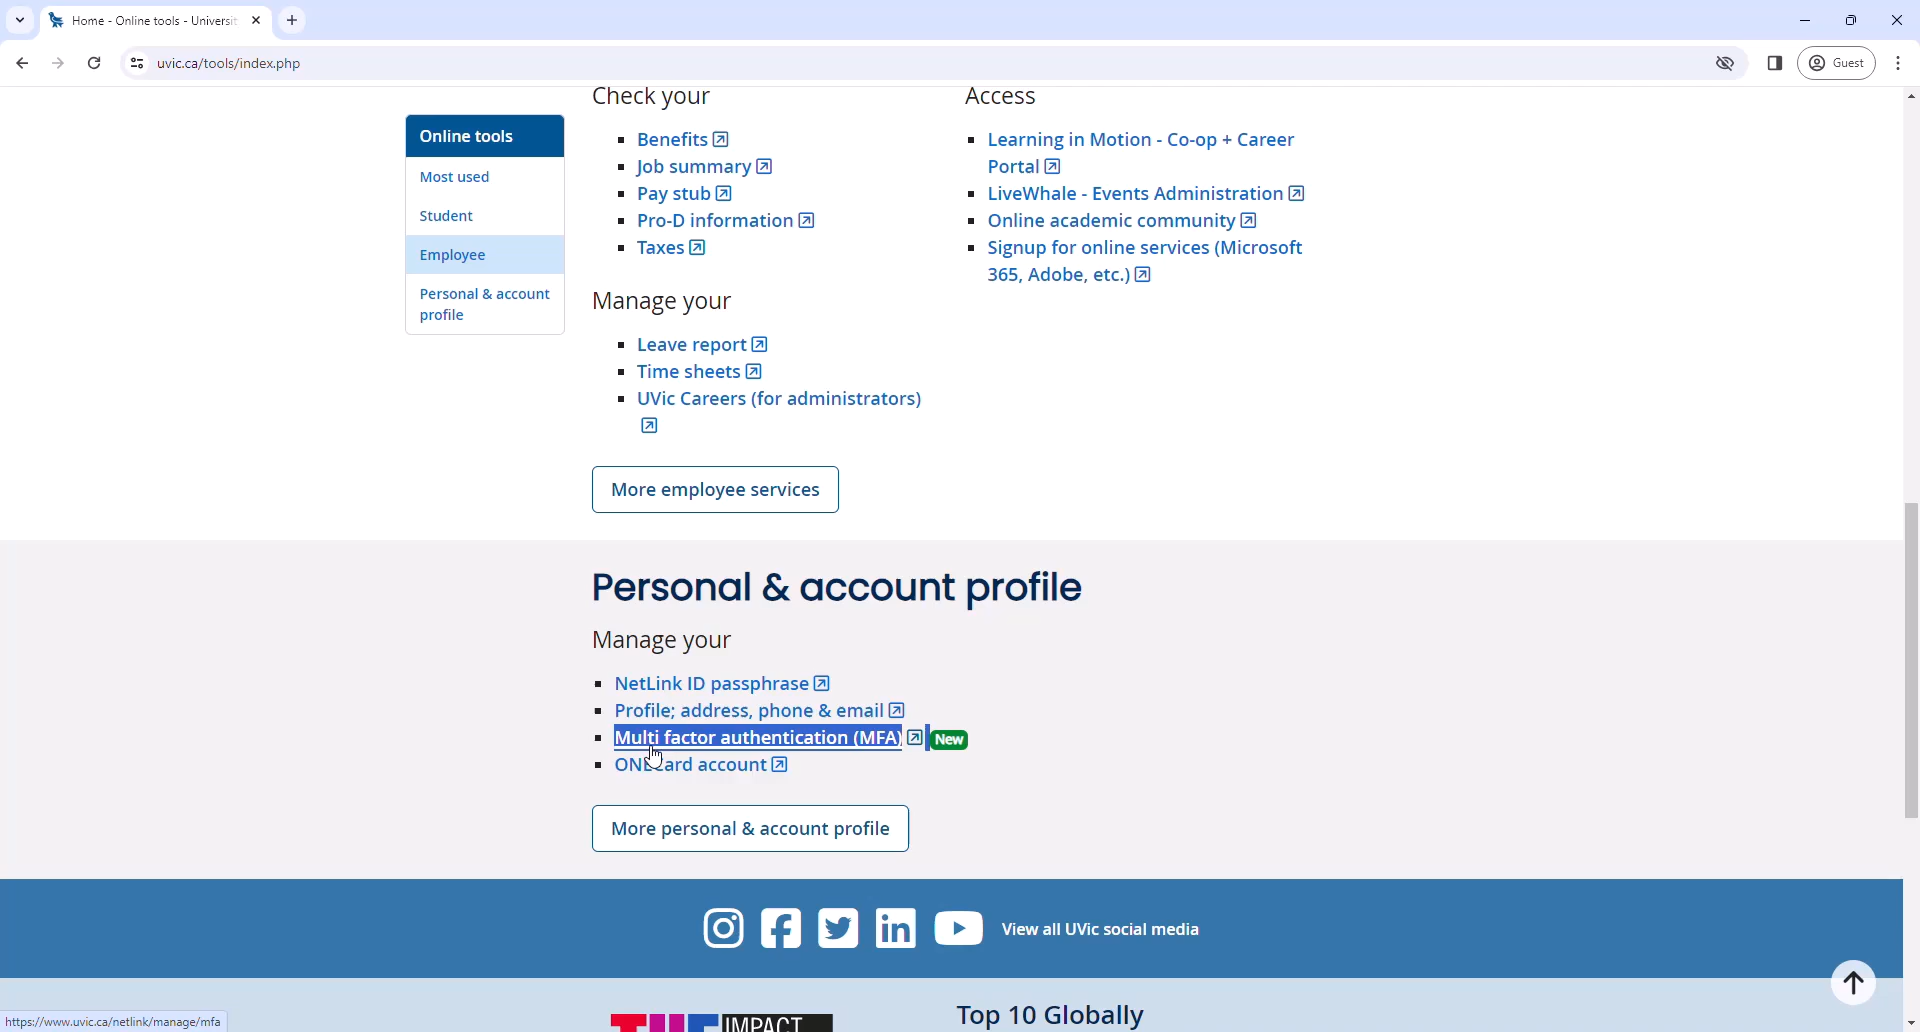 Home - Online tools - Universit
uvic.ca/tools/index.php
Guest
Online tools
Most used
Student
Employee
Personal & account
profile
Check your
Benefits
Job summary
Pay stub
Pro-D information
Taxes
Manage your
Leave report
Time sheets
UVic Careers (for administrators)
More employee services
Access
Learning in Motion - Co-op + Career
Portal
LiveWhale - Events Administration
Online academic community
Signup for online services (Microsoft
365, Adobe, etc.)
Personal & account profile
Manage your
NetLink ID passphrase
Profile; address, phone & email
Multi factor authentication (MFA) New
ONECard account
More personal & account profile
View all UVic social media
IMPACT
Top 10 Globally
https://www.uvic.ca/netlink/manage/mfa